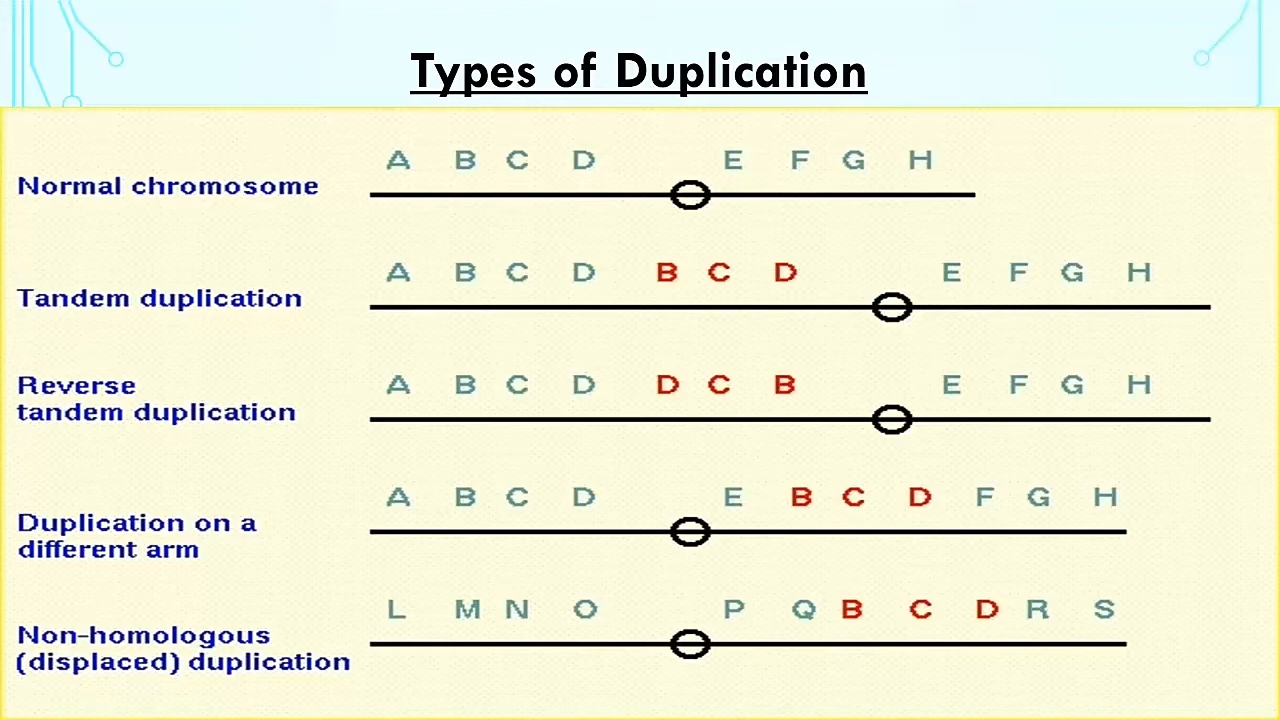 Types of Duplication
A B C D E F G H
Normal chromosome
A B C D B C D E F G H
Tandem duplication
A B C D D C B E F G H
Reverse
tandem duplication
A B C D E B C D F G H
Duplication on a
different arm
L M N O P Q B C D R S
Non-homologous
(displaced) duplication